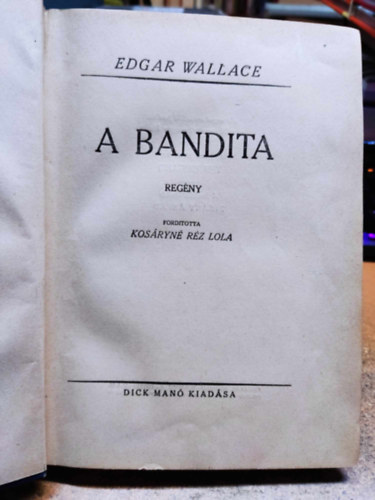 EDGAR WALLACE
A BANDITA
REGÉNY
FORDÍTOTTA
KOSÁRYNÉ RÉZ LOLA
DICK MANÓ KIADÁSA